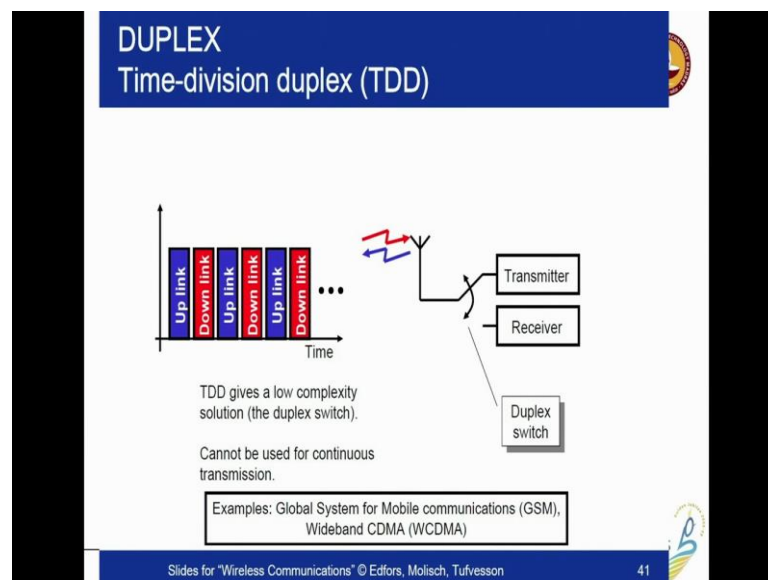 DUPLEX
Time-division duplex (TDD)
Up link
Down link
Up link
Down link
Up link
Down link
Time
Transmitter
Receiver
Duplex
switch
TDD gives a low complexity
solution (the duplex switch).
Cannot be used for continuous
transmission.
Examples: Global System for Mobile communications (GSM),
Wideband CDMA (WCDMA)
Slides for "Wireless Communications" © Edfors, Molisch, Tufvesson
41